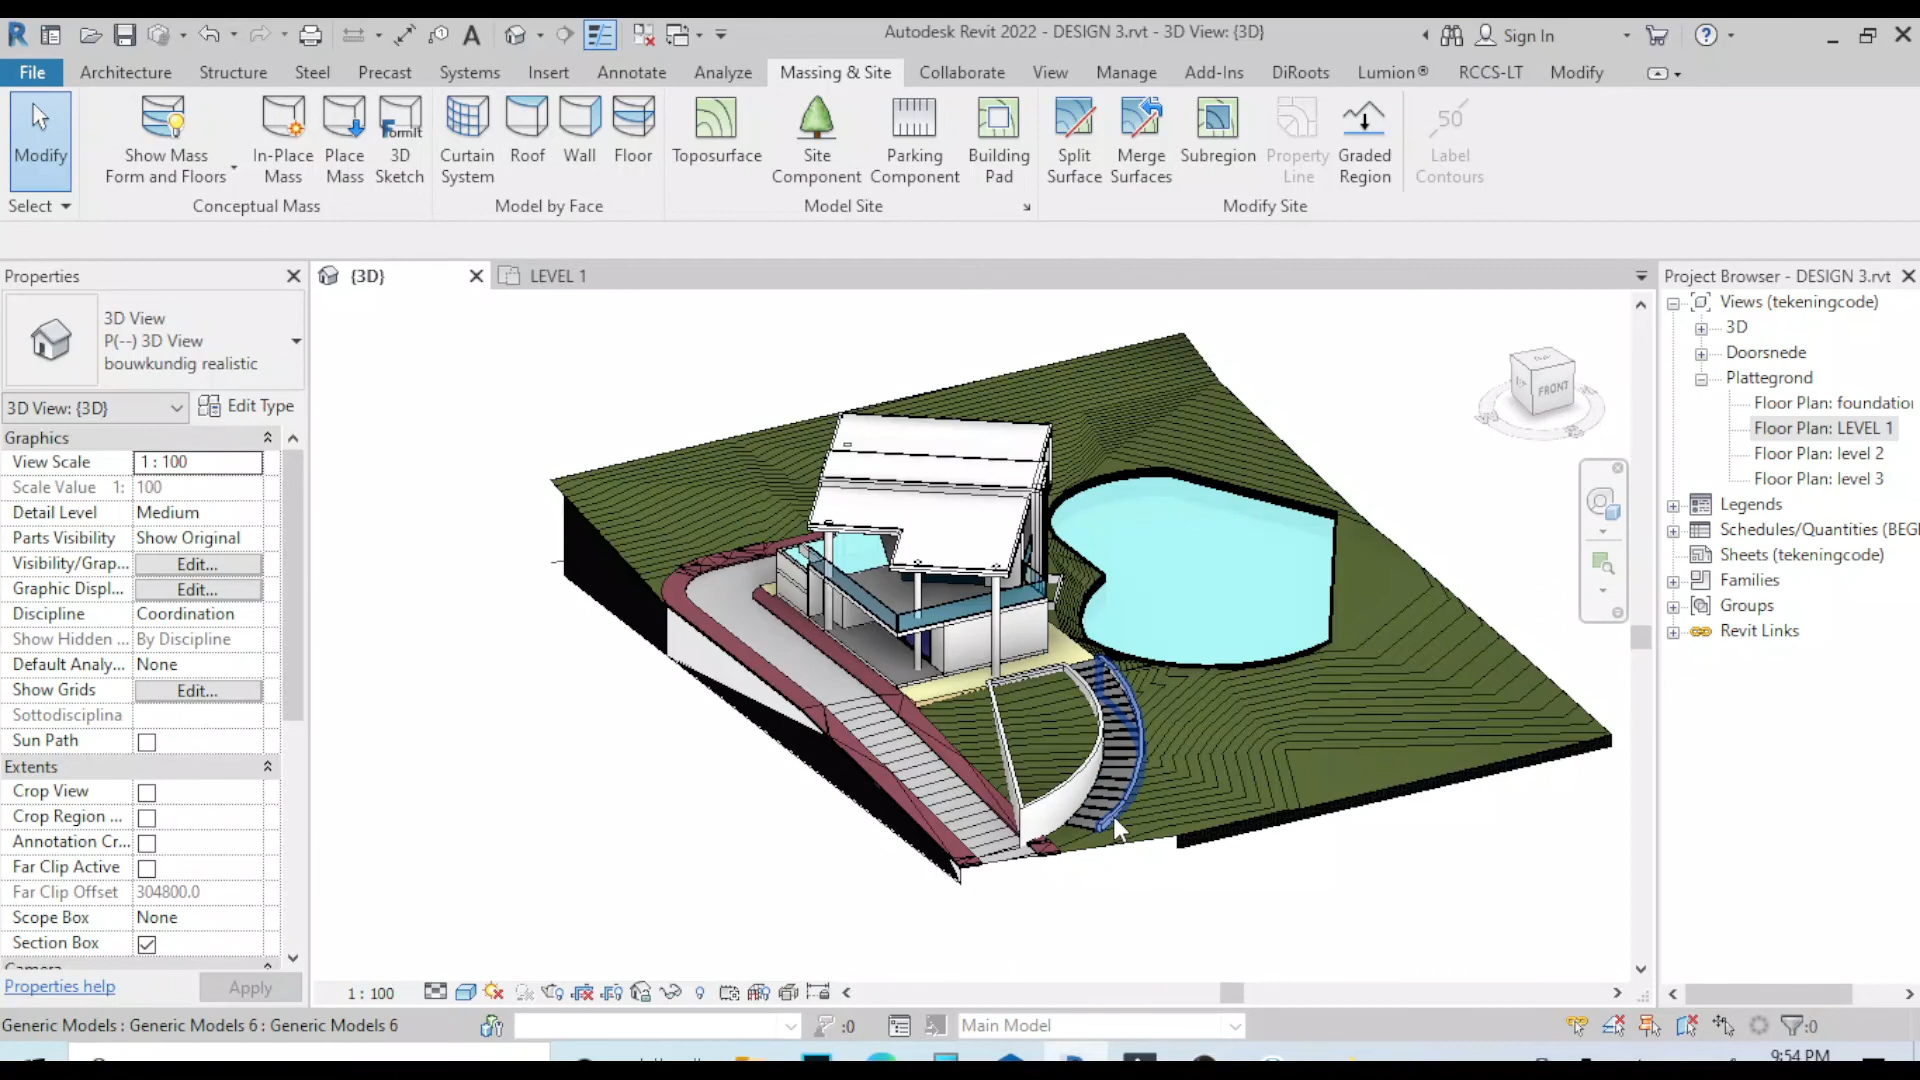 Autodesk Revit 2022 - DESIGN 3.rvt - 3D View: {3D}
Sign In
File Architecture Structure Steel Precast Systems Insert Annotate Analyze Massing & Site Collaborate View Manage Add-Ins DiRoots Lumion® RCCS-LT Modify
Modify
Show Mass
Form and Floors
In-Place
Mass
Place
Mass
FormIt
3D
Sketch
Curtain
System
Roof
Wall
Floor
Toposurface
Site
Component
Parking
Component
Building
Pad
Split
Surface
Merge
Surfaces
Subregion
Property
Line
Graded
Region
50
Label
Contours
Select
Conceptual Mass
Model by Face
Model Site
Modify Site
Properties
3D View
P(--) 3D View
bouwkundig realistic
3D View: {3D}
Edit Type
Graphics
View Scale 1 : 100
Scale Value 1: 100
Detail Level Medium
Parts Visibility Show Original
Visibility/Grap... Edit...
Graphic Displ... Edit...
Discipline Coordination
Show Hidden ... By Discipline
Default Analy... None
Show Grids Edit...
Sottodisciplina
Sun Path
Extents
Crop View
Crop Region ...
Annotation Cr...
Far Clip Active
Far Clip Offset 304800.0
Scope Box None
Section Box
Camera
Properties help
Apply
{3D}
LEVEL 1
FRONT
1 : 100
Project Browser - DESIGN 3.rvt
Views (tekeningcode)
3D
Doorsnede
Plattegrond
Floor Plan: foundatio
Floor Plan: LEVEL 1
Floor Plan: level 2
Floor Plan: level 3
Legends
Schedules/Quantities (BEG
Sheets (tekeningcode)
Families
Groups
Revit Links
Generic Models : Generic Models 6 : Generic Models 6
:0
Main Model
:0
9:54 PM